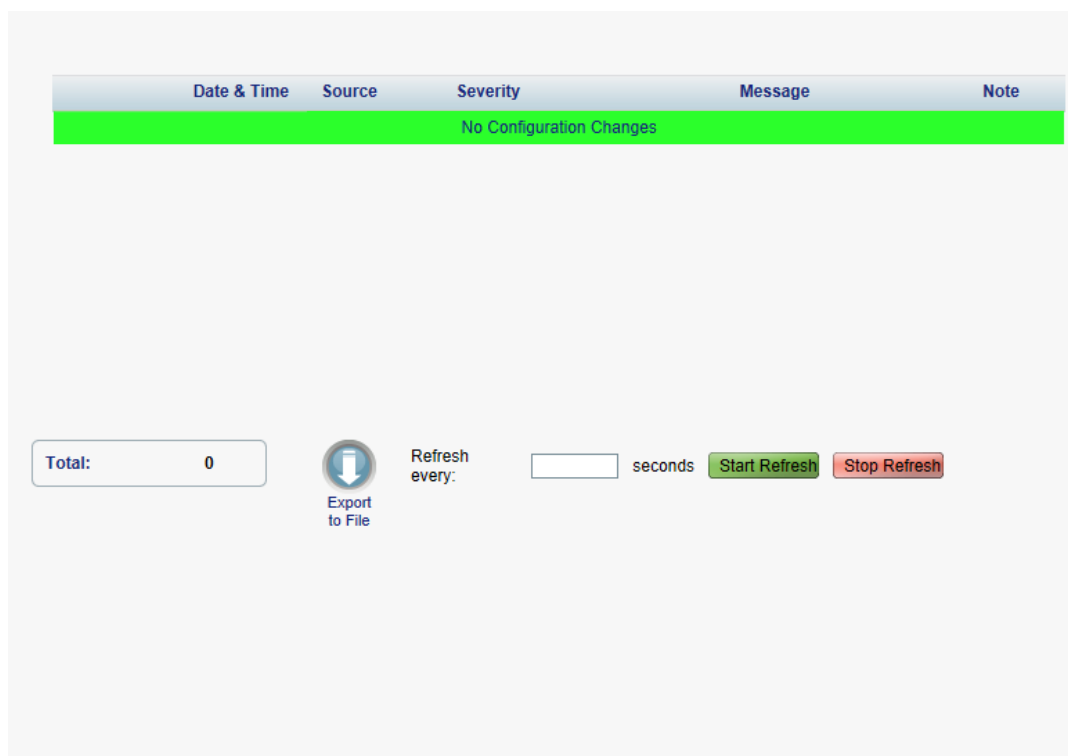 Date & Time Source Severity Message Note
No Configuration Changes
Total: 0
Refresh
every:
seconds Start Refresh Stop Refresh
Export
to File